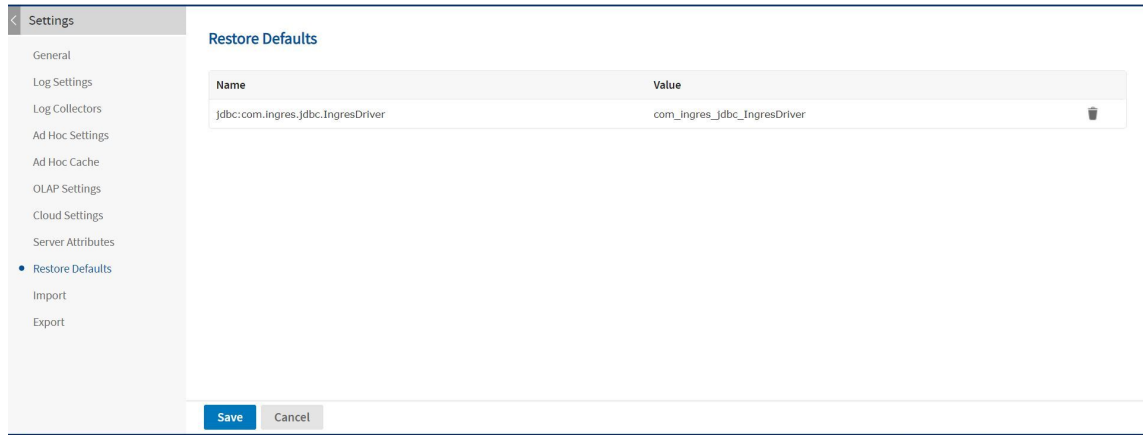 Settings
General
Log Settings
Log Collectors
Ad Hoc Settings
Ad Hoc Cache
OLAP Settings
Cloud Settings
Server Attributes
Restore Defaults
Import
Export
Restore Defaults
Name Value
jdbc:com.ingres.jdbc.IngresDriver com_ingres_jdbc_IngresDriver
Save Cancel